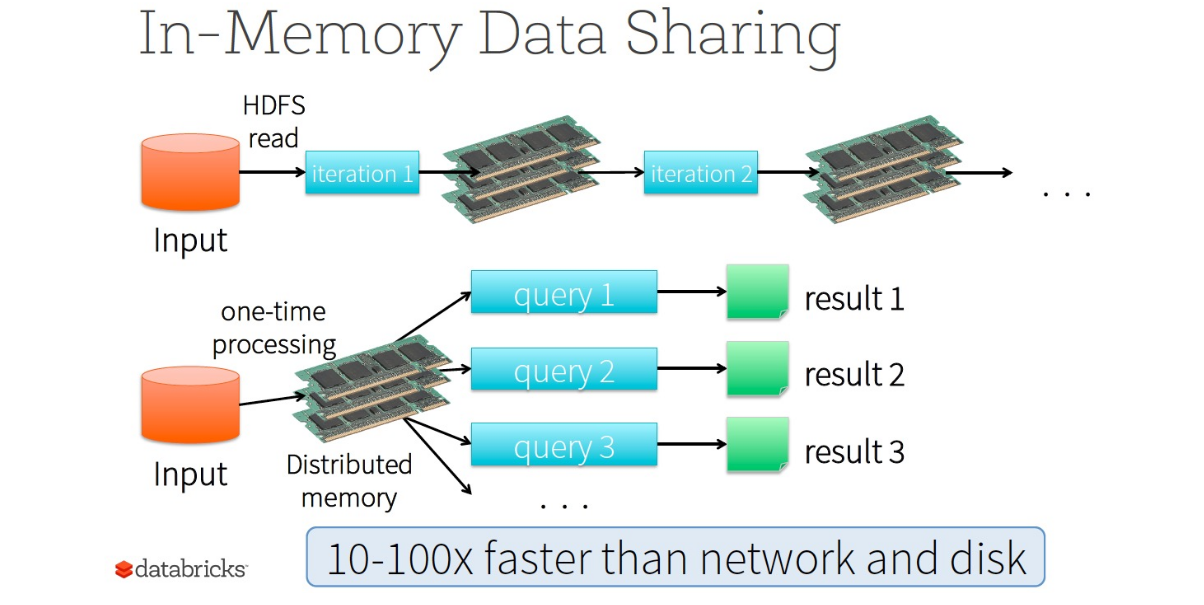 In-Memory Data Sharing
HDFS
read
iteration 1
iteration 2
. . .
Input
one-time
processing
query 1
result 1
query 2
result 2
query 3
result 3
Input
Distributed
memory
. . .
10-100x faster than network and disk
databricks